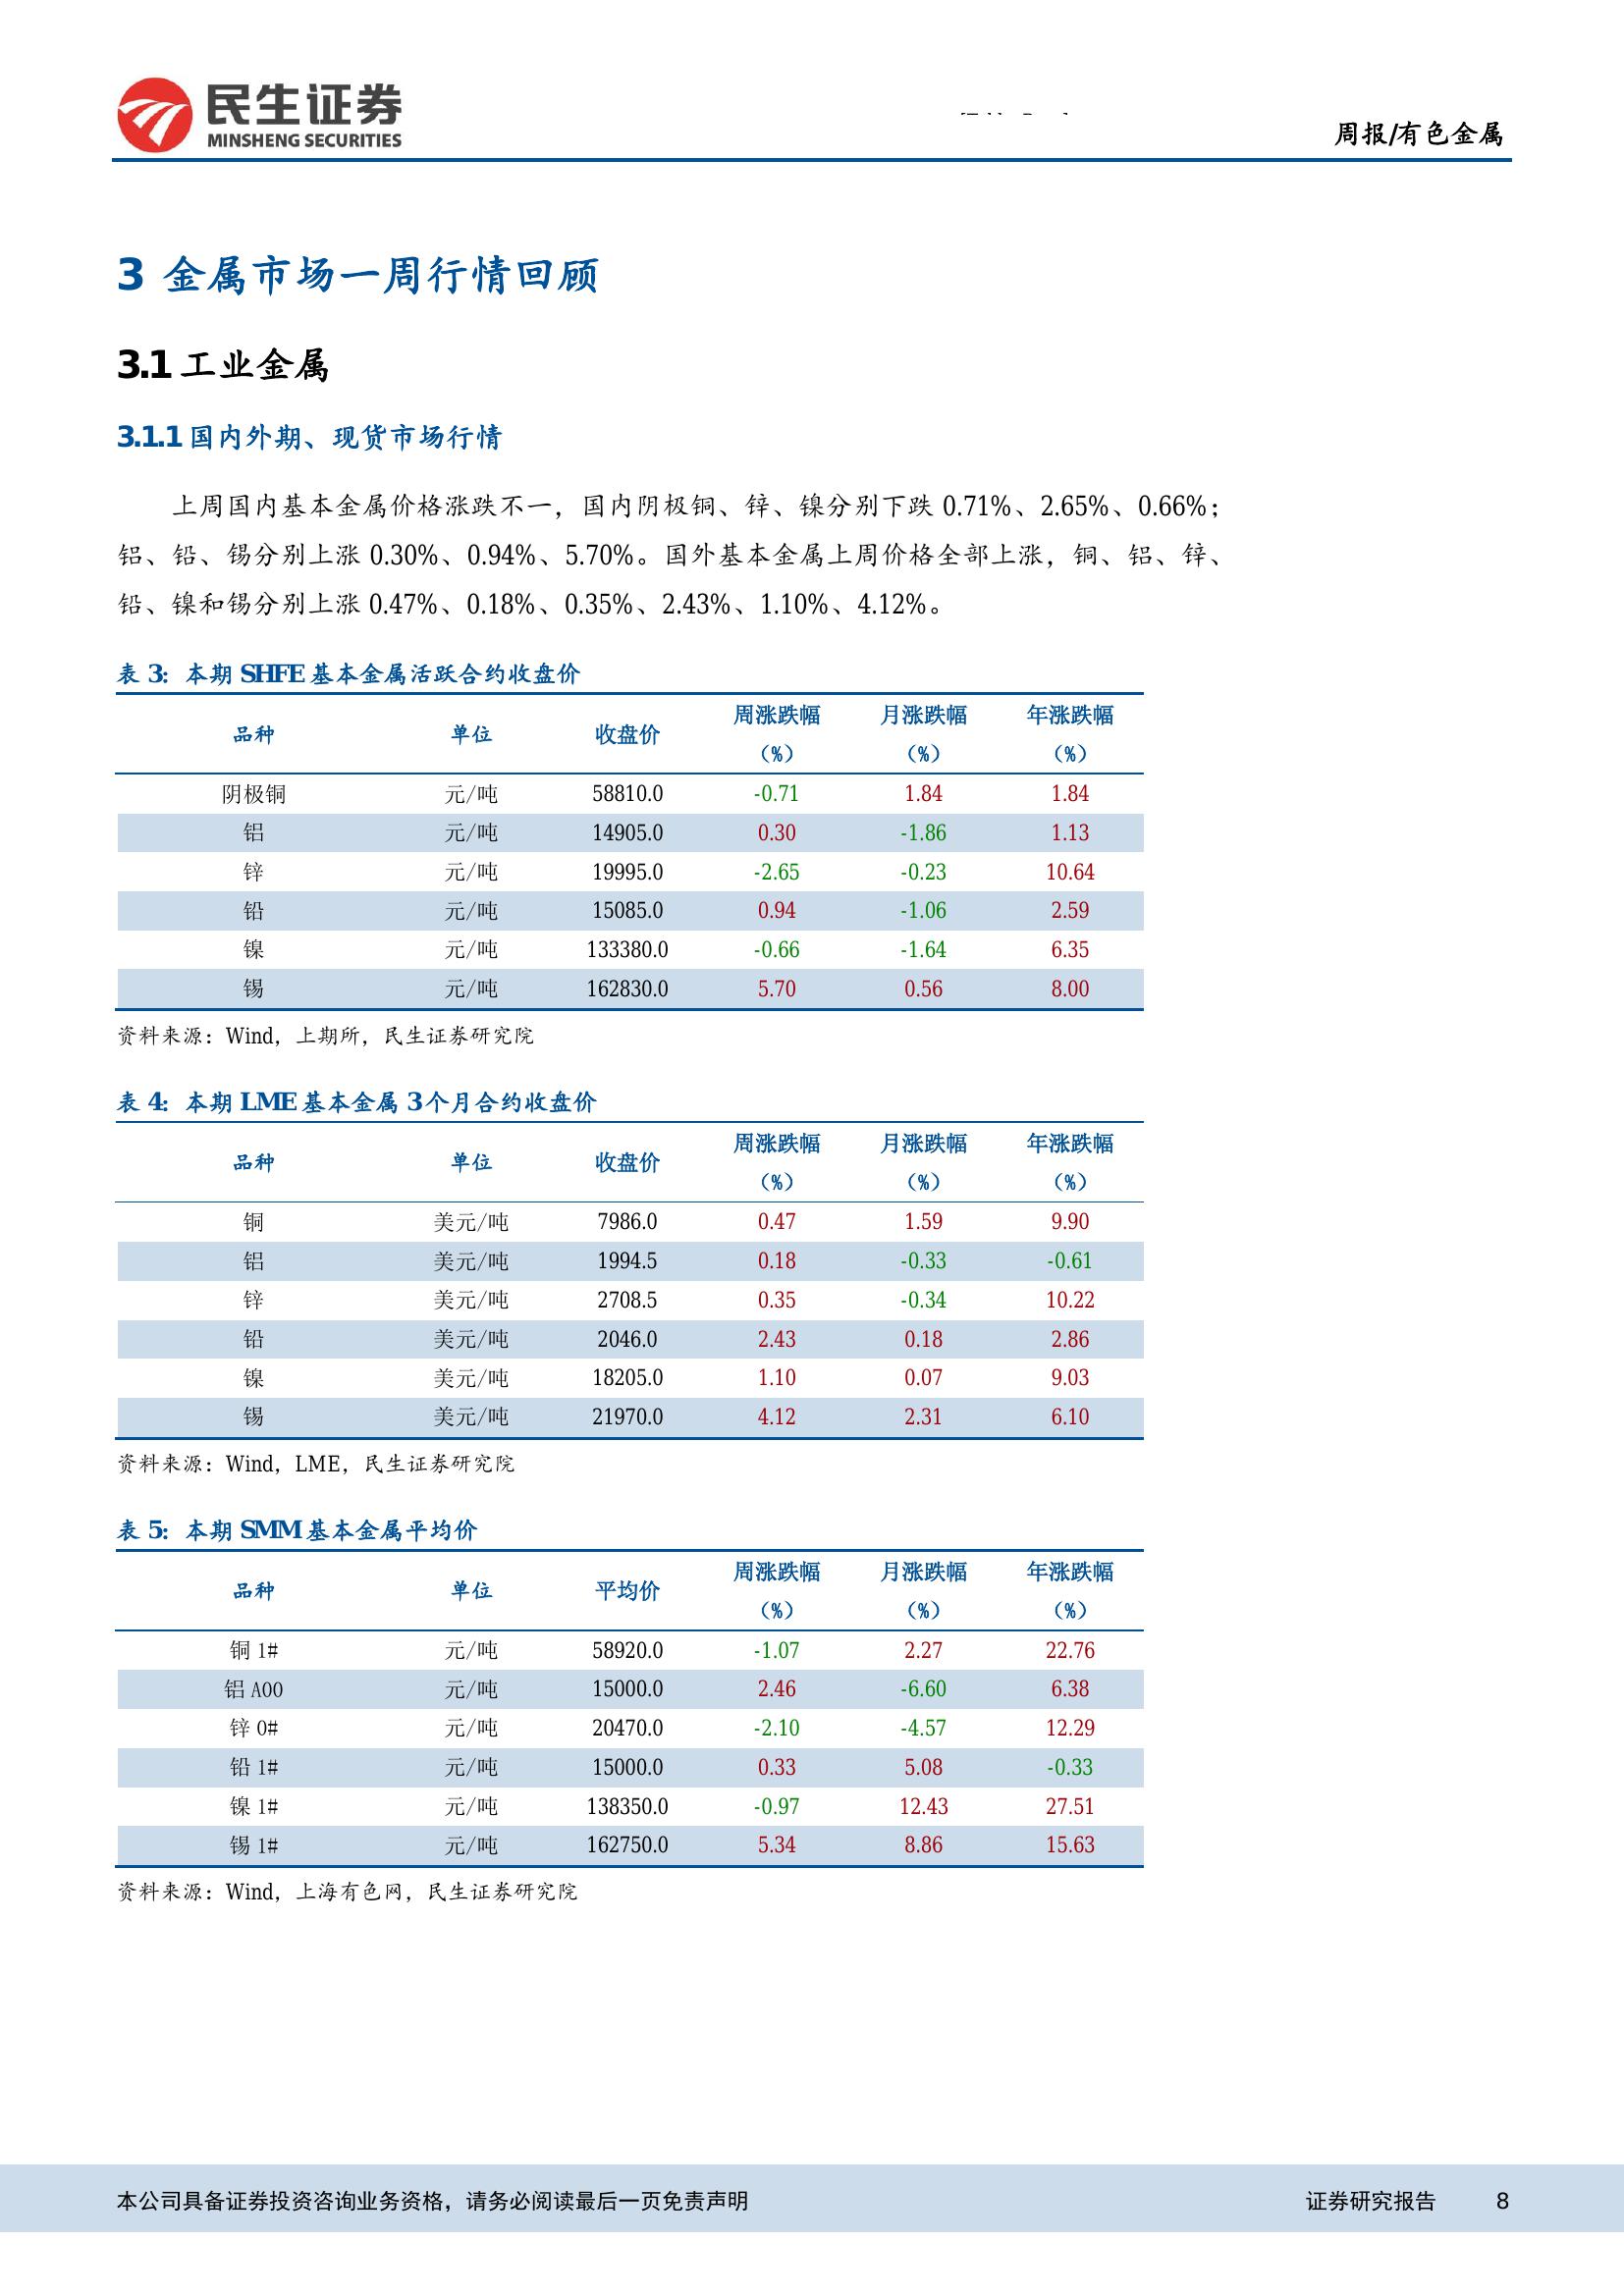 民生证券
MINSHENG SECURITIES
周报/有色金属
3 金属市场一周行情回顾
3.1 工业金属
3.1.1 国内外期、现货市场行情
上周国内基本金属价格涨跌不一，国内阴极铜、锌、镍分别下跌 0.71%、2.65%、0.66%；
铝、铅、锡分别上涨 0.30%、0.94%、5.70%。国外基本金属上周价格全部上涨，铜、铝、锌、
铅、镍和锡分别上涨 0.47%、0.18%、0.35%、2.43%、1.10%、4.12%。
表 3：本期 SHFE 基本金属活跃合约收盘价
品种 单位 收盘价 周涨跌幅（%） 月涨跌幅（%） 年涨跌幅（%）
阴极铜 元/吨 58810.0 -0.71 1.84 1.84
铝 元/吨 14905.0 0.30 -1.86 1.13
锌 元/吨 19995.0 -2.65 -0.23 10.64
铅 元/吨 15085.0 0.94 -1.06 2.59
镍 元/吨 133380.0 -0.66 -1.64 6.35
锡 元/吨 162830.0 5.70 0.56 8.00
资料来源：Wind，上期所，民生证券研究院
表 4：本期 LME 基本金属 3 个月合约收盘价
品种 单位 收盘价 周涨跌幅（%） 月涨跌幅（%） 年涨跌幅（%）
铜 美元/吨 7986.0 0.47 1.59 9.90
铝 美元/吨 1994.5 0.18 -0.33 -0.61
锌 美元/吨 2708.5 0.35 -0.34 10.22
铅 美元/吨 2046.0 2.43 0.18 2.86
镍 美元/吨 18205.0 1.10 0.07 9.03
锡 美元/吨 21970.0 4.12 2.31 6.10
资料来源：Wind，LME，民生证券研究院
表 5：本期 SMM 基本金属平均价
品种 单位 平均价 周涨跌幅（%） 月涨跌幅（%） 年涨跌幅（%）
铜 1# 元/吨 58920.0 -1.07 2.27 22.76
铝 A00 元/吨 15000.0 2.46 -6.60 6.38
锌 0# 元/吨 20470.0 -2.10 -4.57 12.29
铅 1# 元/吨 15000.0 0.33 5.08 -0.33
镍 1# 元/吨 138350.0 -0.97 12.43 27.51
锡 1# 元/吨 162750.0 5.34 8.86 15.63
资料来源：Wind，上海有色网，民生证券研究院
本公司具备证券投资咨询业务资格，请务必阅读最后一页免责声明 证券研究报告 8